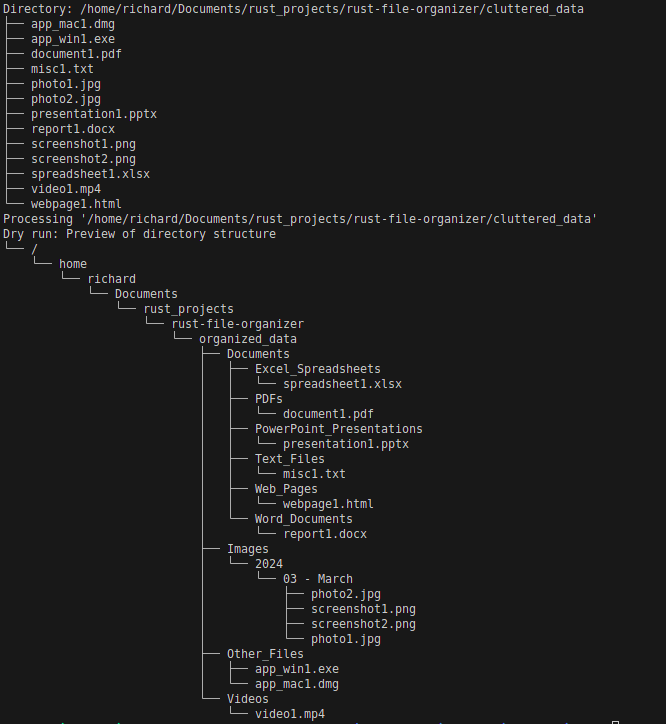 Directory: /home/richard/Documents/rust_projects/rust-file-organizer/cluttered_data
├── app_mac1.dmg
├── app_win1.exe
├── document1.pdf
├── misc1.txt
├── photo1.jpg
├── photo2.jpg
├── presentation1.pptx
├── report1.docx
├── screenshot1.png
├── screenshot2.png
├── spreadsheet1.xlsx
├── video1.mp4
└── webpage1.html
Processing '/home/richard/Documents/rust_projects/rust-file-organizer/cluttered_data'
Dry run: Preview of directory structure
└── /
    └── home
        └── richard
            └── Documents
                └── rust_projects
                    └── rust-file-organizer
                        └── organized_data
                            ├── Documents
                            │   ├── Excel_Spreadsheets
                            │   │   └── spreadsheet1.xlsx
                            │   ├── PDFs
                            │   │   └── document1.pdf
                            │   ├── PowerPoint_Presentations
                            │   │   └── presentation1.pptx
                            │   ├── Text_Files
                            │   │   └── misc1.txt
                            │   ├── Web_Pages
                            │   │   └── webpage1.html
                            │   └── Word_Documents
                            │       └── report1.docx
                            ├── Images
                            │   └── 2024
                            │       └── 03 - March
                            │           ├── photo2.jpg
                            │           ├── screenshot1.png
                            │           ├── screenshot2.png
                            │           └── photo1.jpg
                            ├── Other_Files
                            │   ├── app_win1.exe
                            │   └── app_mac1.dmg
                            └── Videos
                                └── video1.mp4